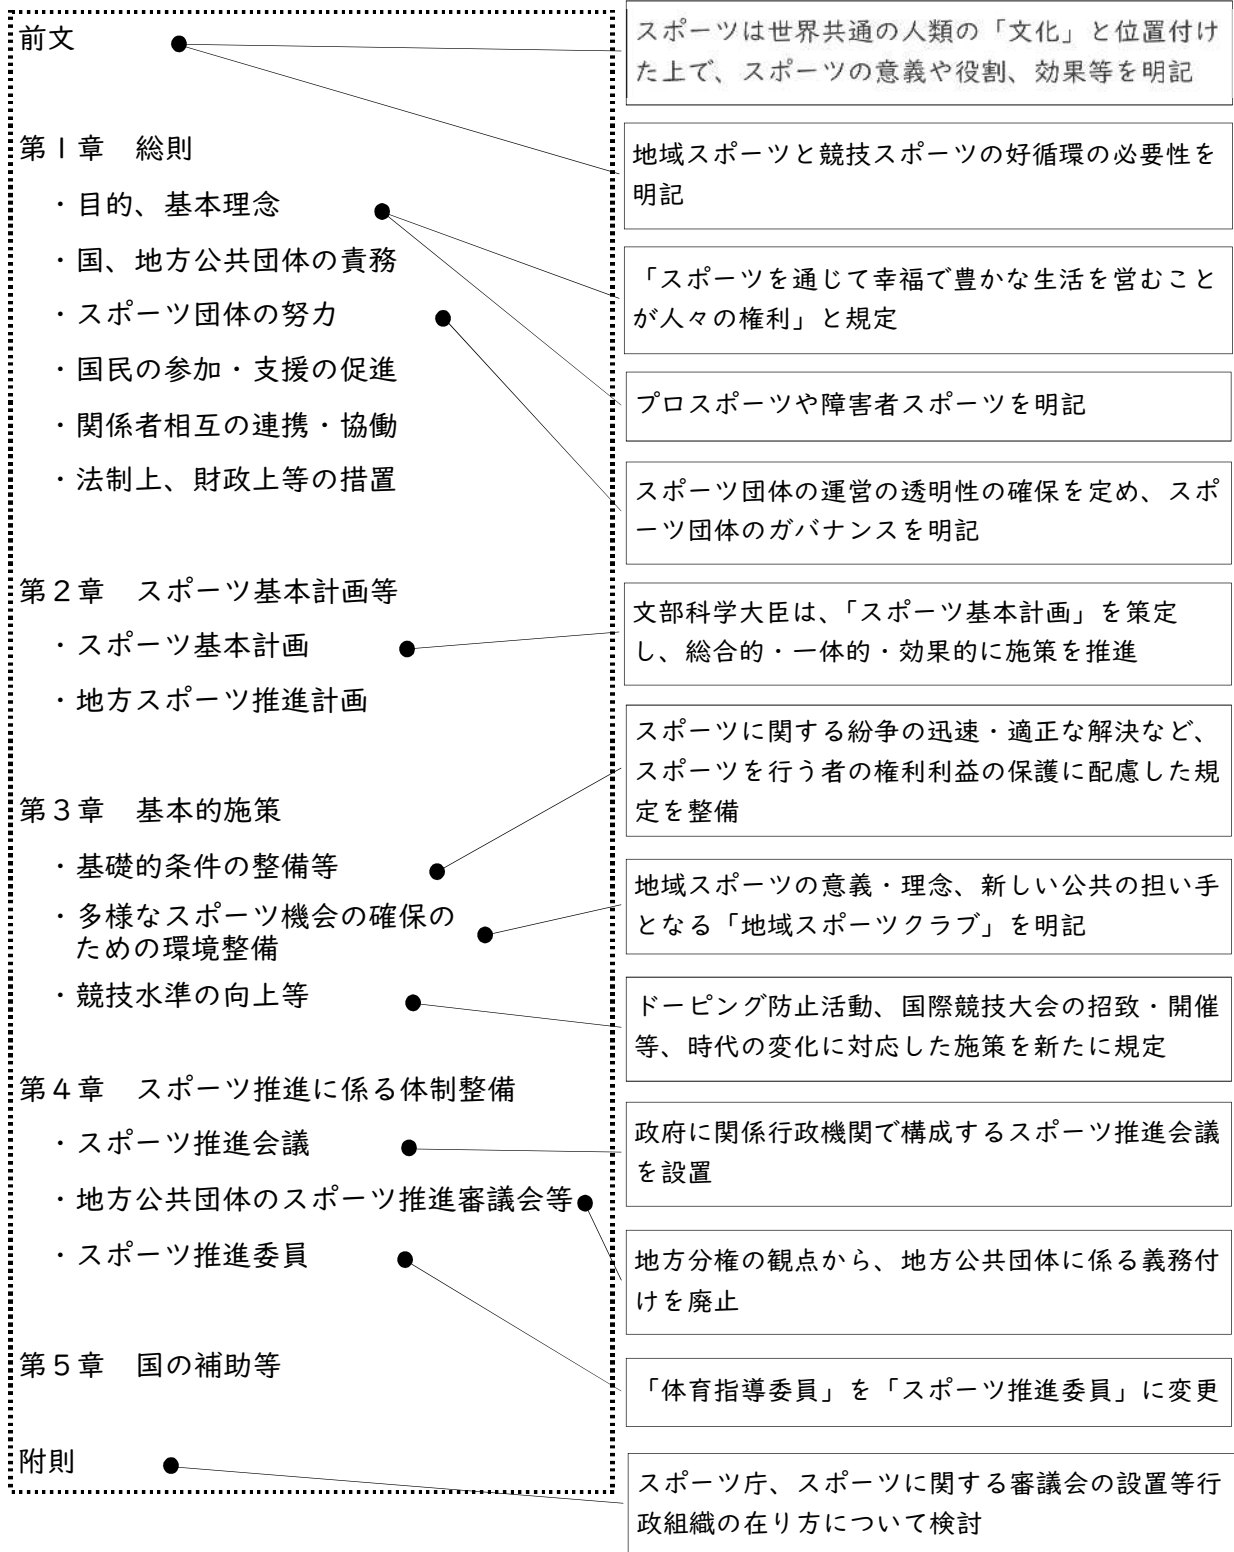 前文
第1章　総則
・目的、基本理念
・国、地方公共団体の責務
・スポーツ団体の努力
・国民の参加・支援の促進
・関係者相互の連携・協働
・法制上、財政上等の措置
第2章　スポーツ基本計画等
・スポーツ基本計画
・地方スポーツ推進計画
第3章　基本的施策
・基礎的条件の整備等
・多様なスポーツ機会の確保の
ための環境整備
・競技水準の向上等
第4章　スポーツ推進に係る体制整備
・スポーツ推進会議
・地方公共団体のスポーツ推進審議会等
・スポーツ推進委員
第5章　国の補助等
附則
スポーツは世界共通の人類の「文化」と位置付け
た上で、スポーツの意義や役割、効果等を明記
地域スポーツと競技スポーツの好循環の必要性を
明記
「スポーツを通じて幸福で豊かな生活を営むこと
が人々の権利」と規定
プロスポーツや障害者スポーツを明記
スポーツ団体の運営の透明性の確保を定め、スポ
ーツ団体のガバナンスを明記
文部科学大臣は、「スポーツ基本計画」を策定
し、総合的・一体的・効果的に施策を推進
スポーツに関する紛争の迅速・適正な解決など、
スポーツを行う者の権利利益の保護に配慮した規
定を整備
地域スポーツの意義・理念、新しい公共の担い手
となる「地域スポーツクラブ」を明記
ドーピング防止活動、国際競技大会の招致・開催
等、時代の変化に対応した施策を新たに規定
政府に関係行政機関で構成するスポーツ推進会議
を設置
地方分権の観点から、地方公共団体に係る義務付
けを廃止
「体育指導委員」を「スポーツ推進委員」に変更
スポーツ庁、スポーツに関する審議会の設置等行
政組織の在り方について検討